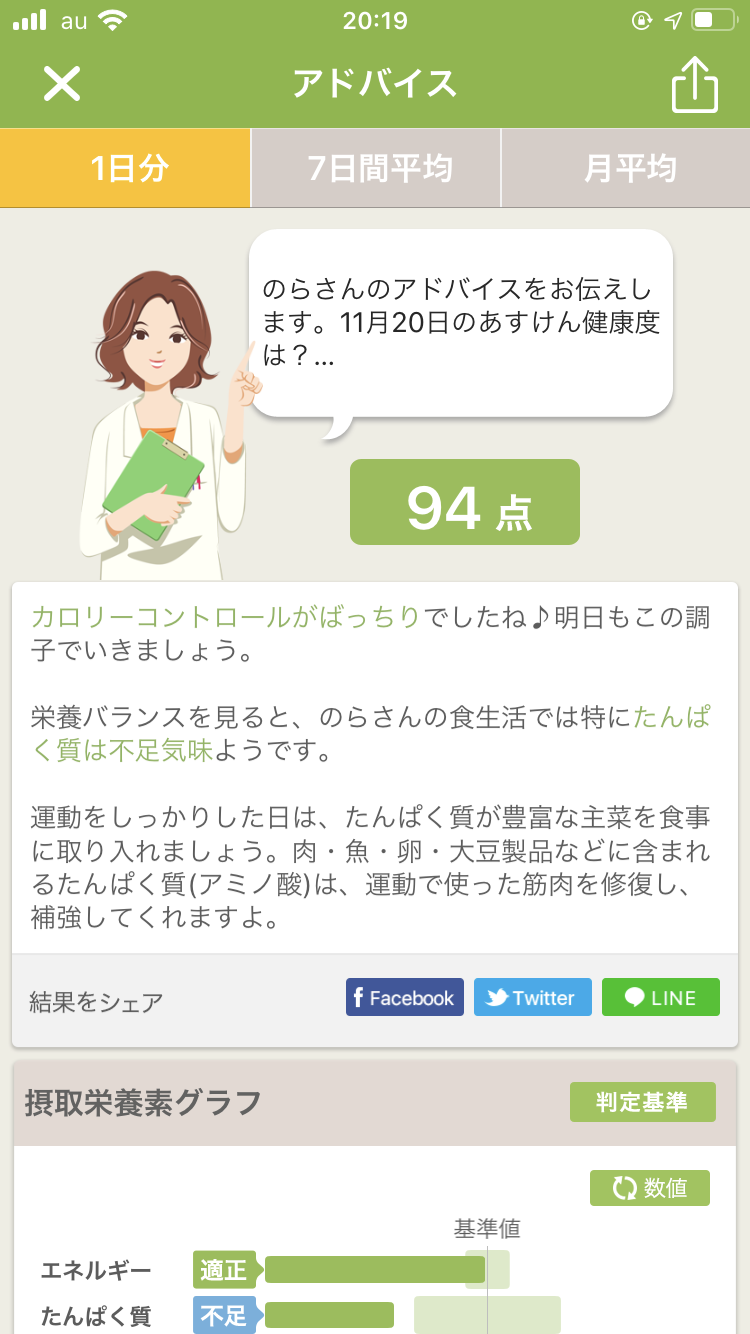 au 20:19
アドバイス
1日分 7日間平均 月平均
のらさんのアドバイスをお伝えし
ます。11月20日のあすけん健康度
は？...
94 点
カロリーコントロールがばっちりでしたね♪明日もこの調
子でいきましょう。
栄養バランスを見ると、のらさんの食生活では特にたんぱ
く質は不足気味ようです。
運動をしっかりした日は、たんぱく質が豊富な主菜を食事
に取り入れましょう。肉・魚・卵・大豆製品などに含まれ
るたんぱく質(アミノ酸)は、運動で使った筋肉を修復し、
補強してくれますよ。
結果をシェア Facebook Twitter LINE
摂取栄養素グラフ 判定基準
数値
基準値
エネルギー 適正
たんぱく質 不足